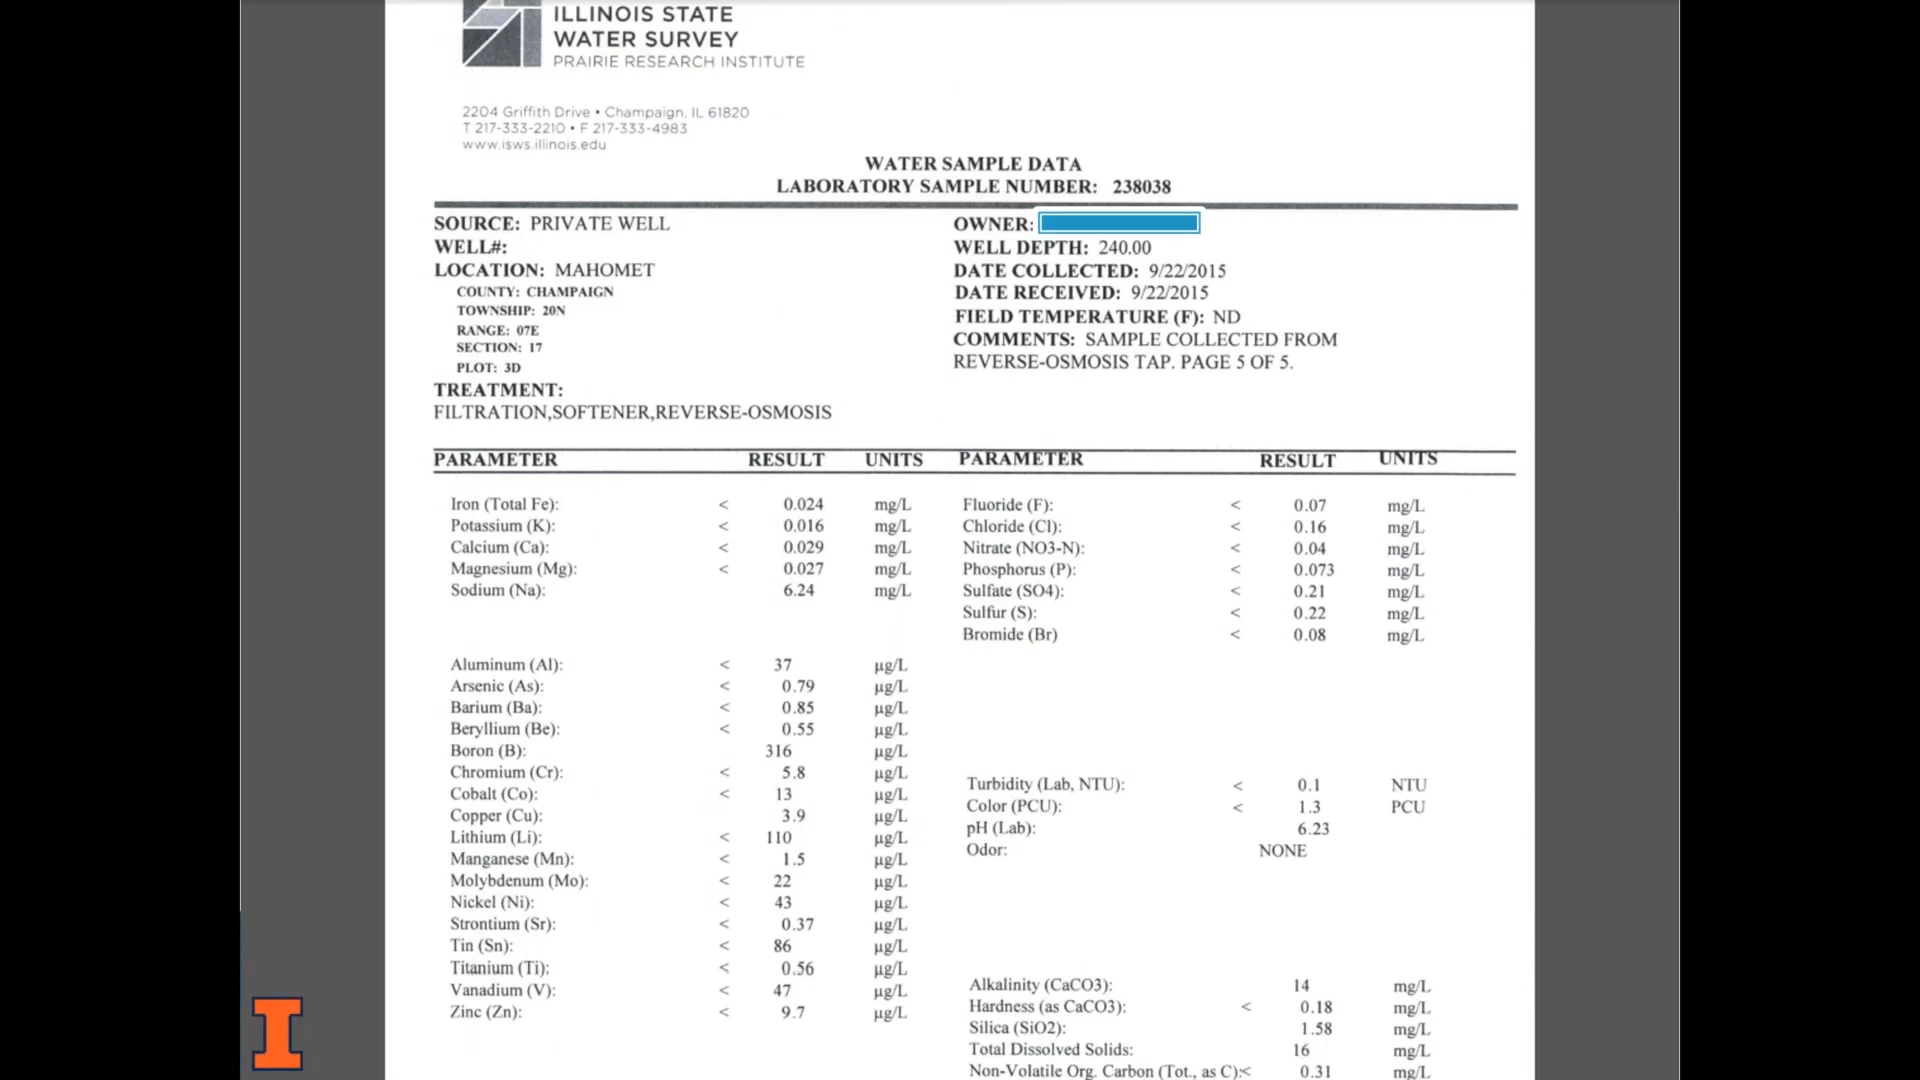 ILLINOIS STATE
WATER SURVEY
PRAIRIE RESEARCH INSTITUTE
2204 Griffith Drive • Champaign, IL 61820
T 217-333-2210 • F 217-333-4983
www.isws.illinois.edu
WATER SAMPLE DATA
LABORATORY SAMPLE NUMBER: 238038
SOURCE: PRIVATE WELL
WELL#:
LOCATION: MAHOMET
COUNTY: CHAMPAIGN
TOWNSHIP: 20N
RANGE: 07E
SECTION: 17
PLOT: 3D
TREATMENT:
FILTRATION,SOFTENER,REVERSE-OSMOSIS
OWNER:
WELL DEPTH: 240.00
DATE COLLECTED: 9/22/2015
DATE RECEIVED: 9/22/2015
FIELD TEMPERATURE (F): ND
COMMENTS: SAMPLE COLLECTED FROM
REVERSE-OSMOSIS TAP. PAGE 5 OF 5.
PARAMETER RESULT UNITS
Iron (Total Fe): < 0.024 mg/L
Potassium (K): < 0.016 mg/L
Calcium (Ca): < 0.029 mg/L
Magnesium (Mg): < 0.027 mg/L
Sodium (Na): 6.24 mg/L
Aluminum (Al): < 37 µg/L
Arsenic (As): < 0.79 µg/L
Barium (Ba): < 0.85 µg/L
Beryllium (Be): < 0.55 µg/L
Boron (B): 316 µg/L
Chromium (Cr): < 5.8 µg/L
Cobalt (Co): < 13 µg/L
Copper (Cu): 3.9 µg/L
Lithium (Li): < 110 µg/L
Manganese (Mn): < 1.5 µg/L
Molybdenum (Mo): < 22 µg/L
Nickel (Ni): < 43 µg/L
Strontium (Sr): < 0.37 µg/L
Tin (Sn): < 86 µg/L
Titanium (Ti): < 0.56 µg/L
Vanadium (V): < 47 µg/L
Zinc (Zn): < 9.7 µg/L
PARAMETER RESULT UNITS
Fluoride (F): < 0.07 mg/L
Chloride (Cl): < 0.16 mg/L
Nitrate (NO3-N): < 0.04 mg/L
Phosphorus (P): < 0.073 mg/L
Sulfate (SO4): < 0.21 mg/L
Sulfur (S): < 0.22 mg/L
Bromide (Br) < 0.08 mg/L
Turbidity (Lab, NTU): < 0.1 NTU
Color (PCU): < 1.3 PCU
pH (Lab): 6.23
Odor: NONE
Alkalinity (CaCO3): 14 mg/L
Hardness (as CaCO3): < 0.18 mg/L
Silica (SiO2): 1.58 mg/L
Total Dissolved Solids: 16 mg/L
Non-Volatile Org. Carbon (Tot., as C):< 0.31 mg/L
I